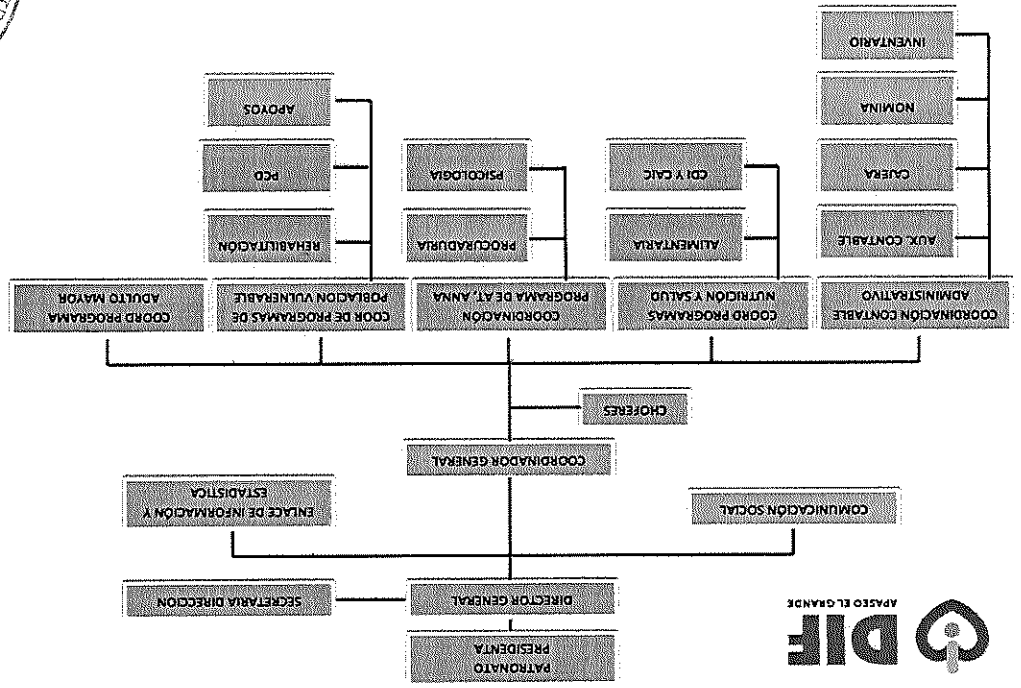 DIF
APASEO EL GRANDE
PATRONATO
PRESIDENTA
DIRECTOR GENERAL
SECRETARIA DIRECCION
COMUNICACIÓN SOCIAL
ENLACE DE INFORMACIÓN Y
ESTADISTICA
COORDINADOR GENERAL
CHOFERES
COORDINACIÓN CONTABLE
ADMINISTRATIVO
COORD PROGRAMAS
NUTRICIÓN Y SALUD
COORDINACIÓN
PROGRAMA DE AT. ANNA
COOR DE PROGRAMAS DE
POBLACION VULNERABLE
COORD PROGRAMA
ADULTO MAYOR
AUX. CONTABLE
ALIMENTARIA
PROCURADURIA
REHABILITACIÓN
CAJERA
CDI Y CAIC
PSICOLOGIA
PCD
NOMINA
APOYOS
INVENTARIO